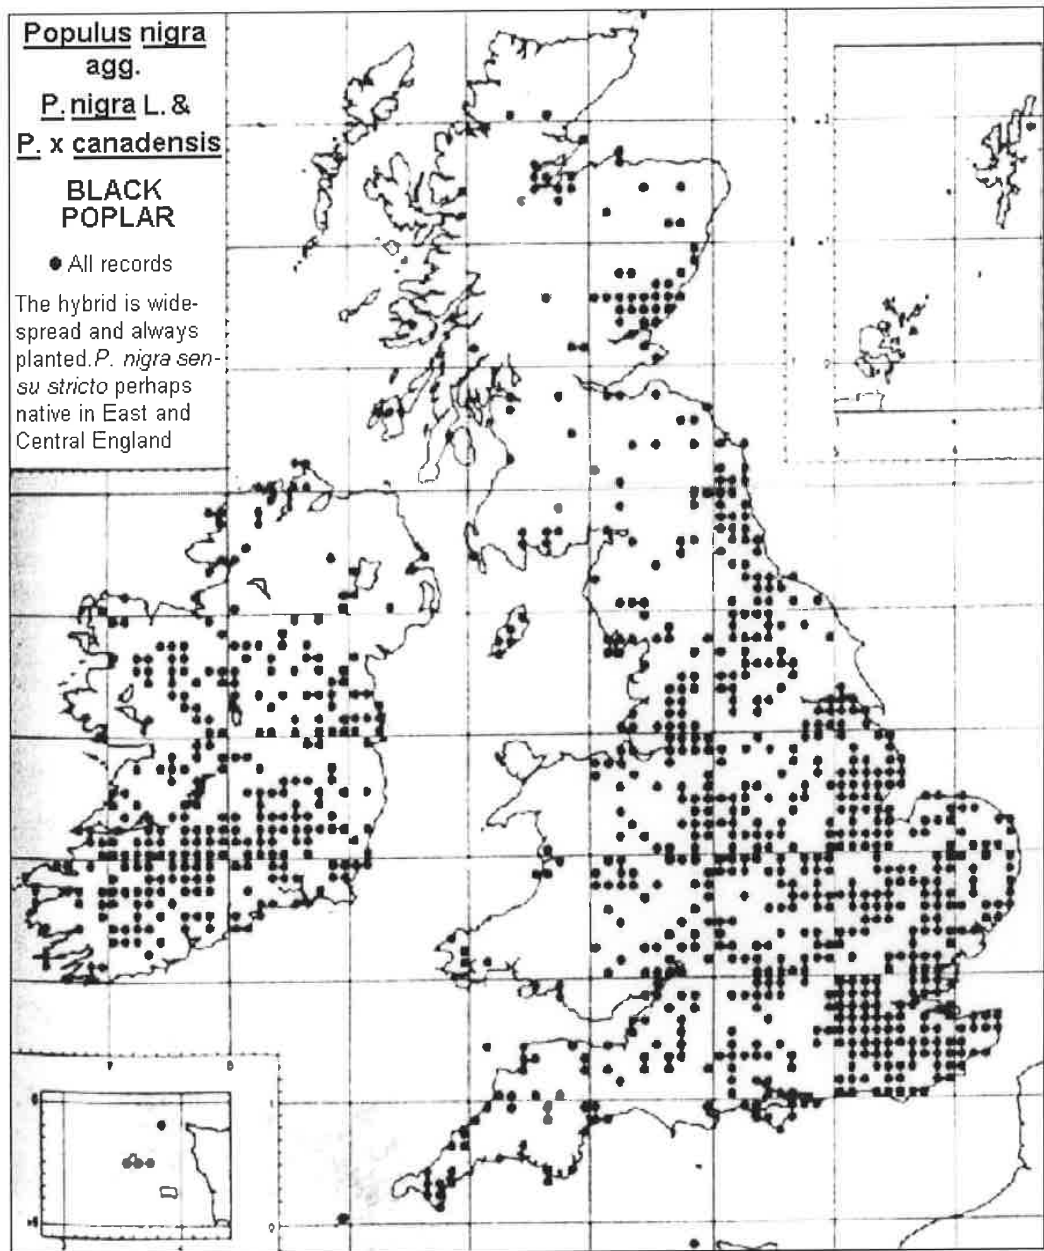 Populus nigra
agg.
P. nigra L. &
P. x canadensis
BLACK
POPLAR
● All records
The hybrid is wide-
spread and always
planted. P. nigra sen-
su stricto perhaps
native in East and
Central England